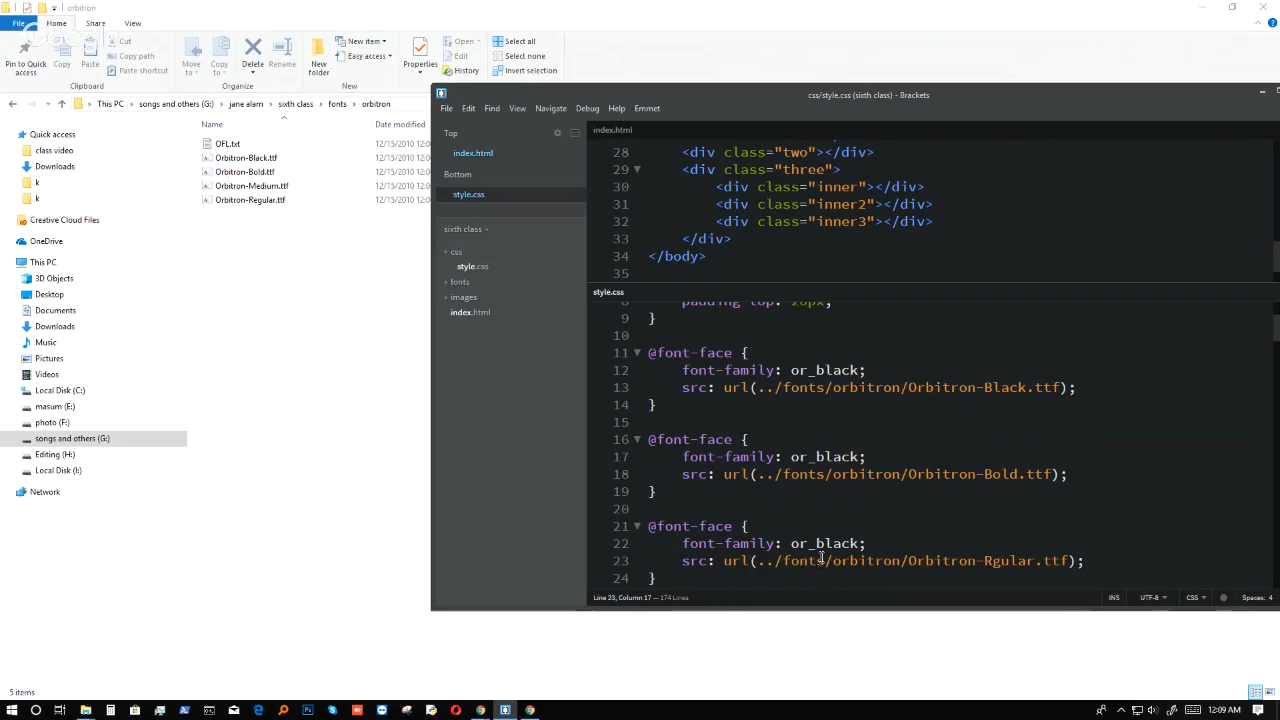 orbitron
File
Home
Share
View
Pin to Quick access
Copy
Paste
Cut
Copy path
Paste shortcut
Clipboard
Move to
Copy to
Delete
Rename
Organize
New folder
New item
Easy access
New
Properties
Open
Edit
History
Open
Select all
Select none
Invert selection
Select
This PC
songs and others (G:)
jane alam
sixth class
fonts
orbitron
Quick access
class video
Downloads
k
k
Creative Cloud Files
OneDrive
This PC
3D Objects
Desktop
Documents
Downloads
Music
Pictures
Videos
Local Disk (C:)
masum (E:)
photo (F:)
songs and others (G:)
Editing (H:)
Local Disk (I:)
Network
Name
Date modified
OFL.txt
12/15/2010 12:0
Orbitron-Black.ttf
12/15/2010 12:0
Orbitron-Bold.ttf
12/15/2010 12:0
Orbitron-Medium.ttf
12/15/2010 12:0
Orbitron-Regular.ttf
12/15/2010 12:0
css/style.css (sixth class) - Brackets
File Edit Find View Navigate Debug Help Emmet
Top
index.html
Bottom
style.css
sixth class
css
style.css
fonts
images
index.html
index.html
28 <div class="two"></div>
29 <div class="three">
30 <div class="inner"></div>
31 <div class="inner2"></div>
32 <div class="inner3"></div>
33 </div>
34 </body>
35
style.css
8 padding-top: 20px;
9 }
10
11 @font-face {
12 font-family: or_black;
13 src: url(../fonts/orbitron/Orbitron-Black.ttf);
14 }
15
16 @font-face {
17 font-family: or_black;
18 src: url(../fonts/orbitron/Orbitron-Bold.ttf);
19 }
20
21 @font-face {
22 font-family: or_black;
23 src: url(../fonts/orbitron/Orbitron-Rgular.ttf);
24 }
Line 23, Column 17 — 174 Lines
INS
UTF-8
CSS
Spaces: 4
5 items
12:09 AM